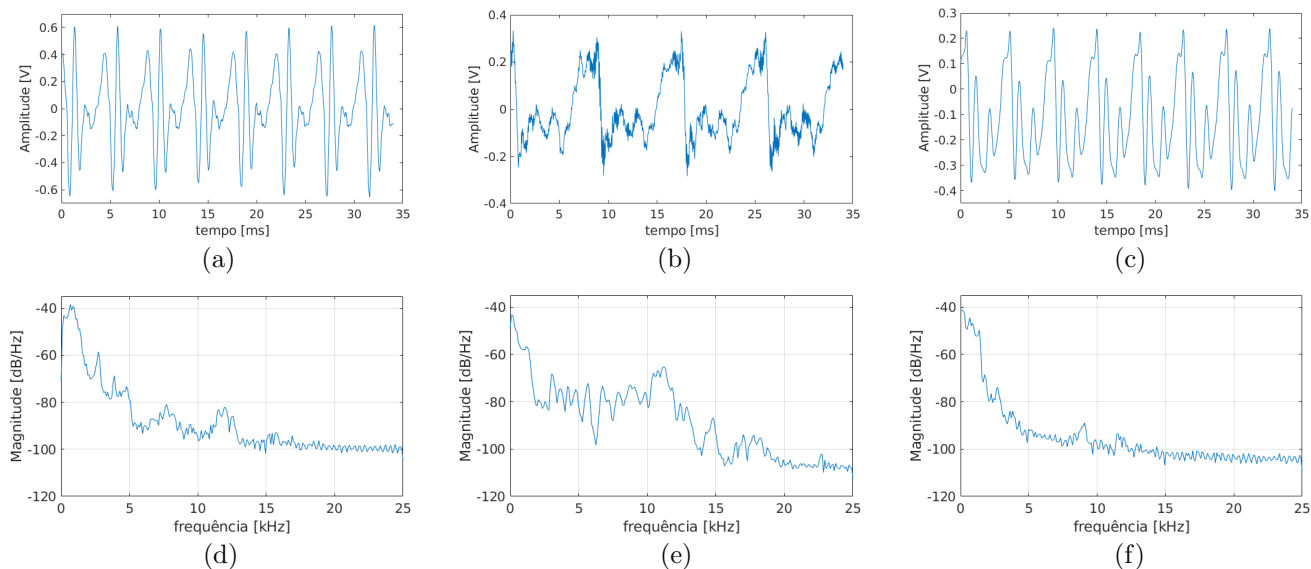 0.6
0.4
0.2
0
-0.2
-0.4
-0.6
Amplitude [V]
0 5 10 15 20 25 30 35
tempo [ms]
(a)
0.4
0.2
0
-0.2
0.4
Amplitude [V]
0 5 10 15 20 25 30 35
tempo [ms]
(b)
0.3
0.2
0.1
0
-0.1
-0.3
-0.3
-0.4
Amplitude [V]
0 5 10 15 20 25 30 35
tempo [ms]
(c)
-40
-60
-80
-100
-120
Magnitude [dB/Hz]
0 5 10 15 20 25
frequência [kHz]
(d)
-40
-60
-80
-100
-120
Magnitude [dB/Hz]
0 5 10 15 20 25
frequência [kHz]
(e)
-40
-60
-80
-100
-120
Magnitude [dB/Hz]
0 5 10 15 20 25
frequência [kHz]
(f)